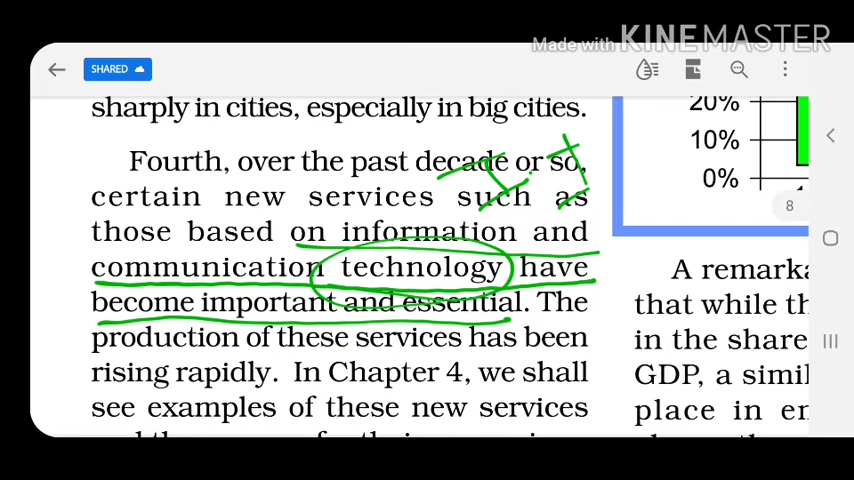 Made with KINEMASTER
SHARED
sharply in cities, especially in big cities.
Fourth, over the past decade or so,
certain new services such as
those based on information and
communication technology have
become important and essential. The
production of these services has been
rising rapidly. In Chapter 4, we shall
see examples of these new services
I.T
20%
10%
0%
8
A remarka
that while th
in the share
GDP, a simil
place in en